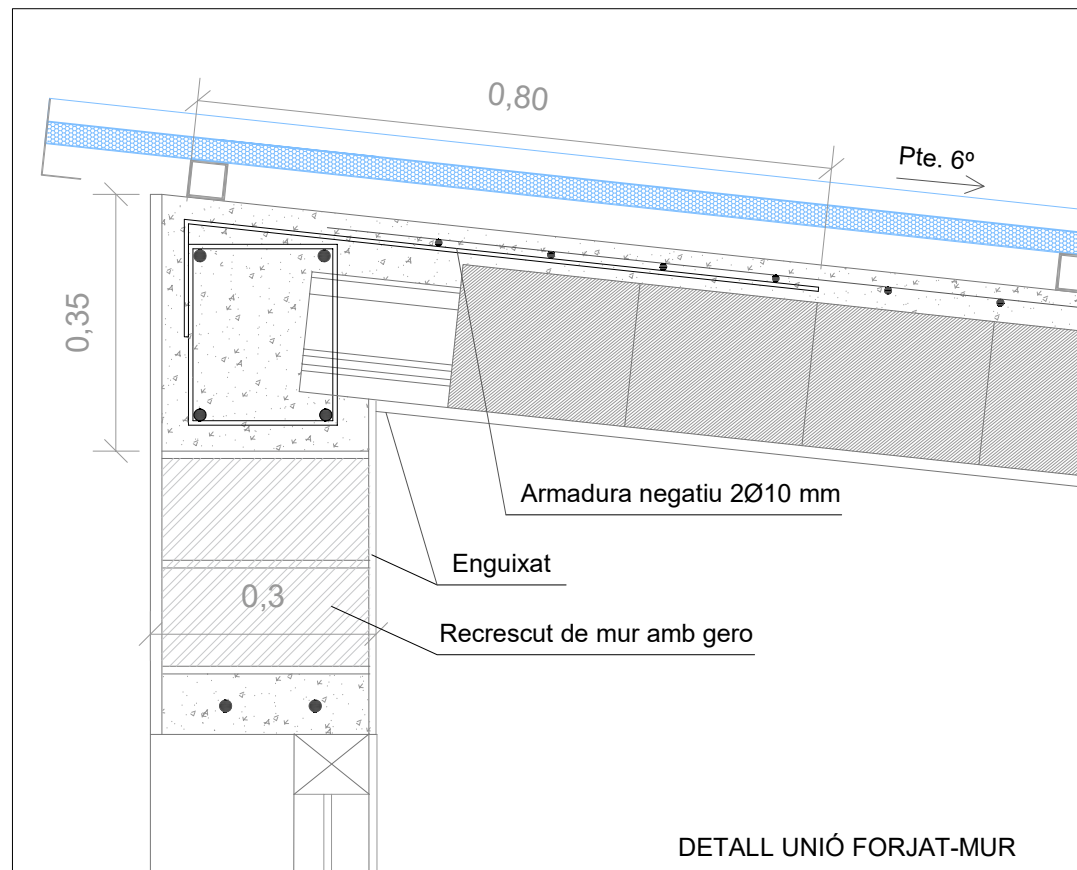 0,80
Pte. 6º
0,35
Armadura negatiu 2Ø10 mm
Enguixat
0,3
Recrescut de mur amb gero
DETALL UNIÓ FORJAT-MUR